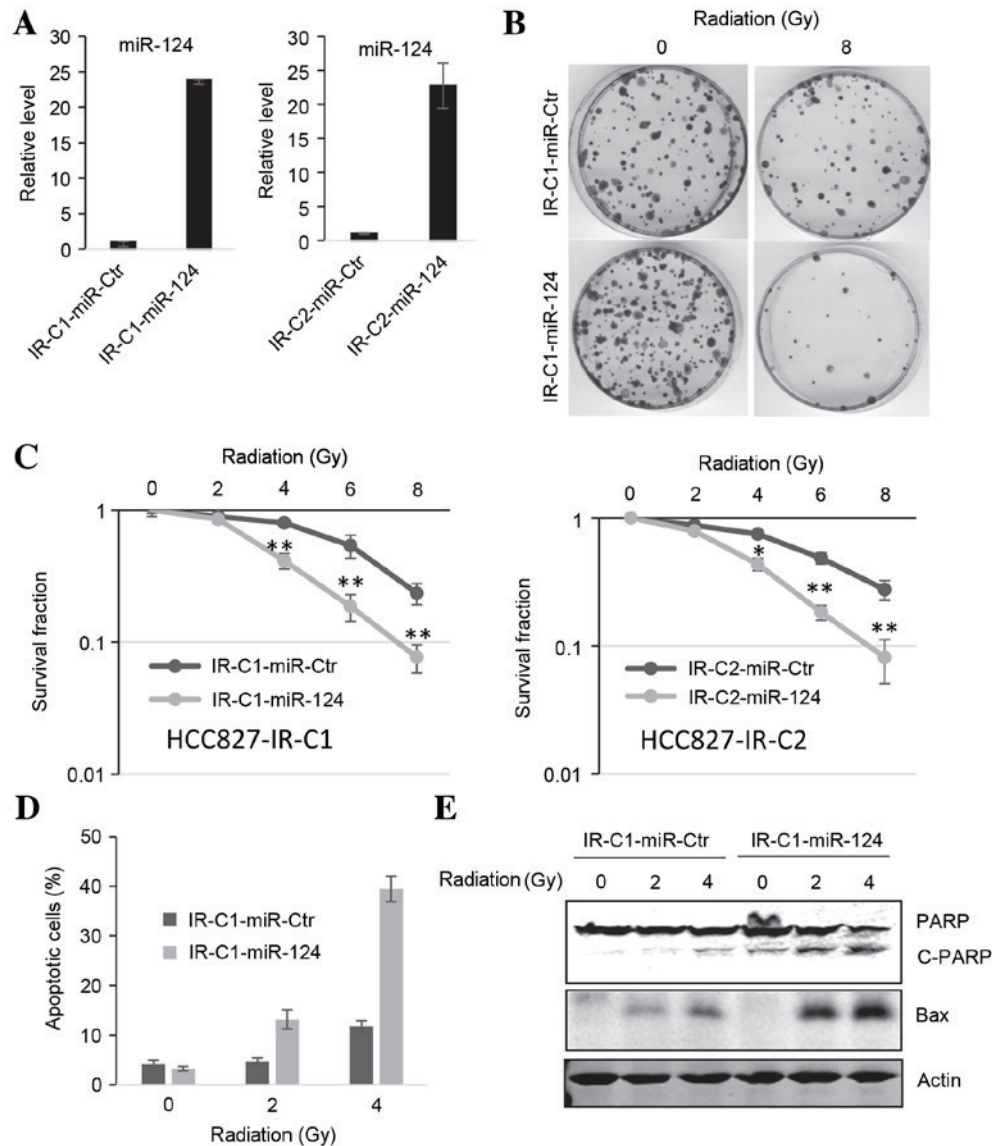 A
miR-124
Relative level
30
25
20
15
10
5
0
IR-C1-miR-Ctr
IR-C1-miR-124
miR-124
Relative level
30
25
20
15
10
5
0
IR-C2-miR-Ctr
IR-C2-miR-124
B
Radiation (Gy)
0 8
IR-C1-miR-Ctr
IR-C1-miR-124
C
Radiation (Gy)
0 2 4 6 8
Survival fraction
1
0.1
0.01
**
**
**
IR-C1-miR-Ctr
IR-C1-miR-124
HCC827-IR-C1
Radiation (Gy)
0 2 4 6 8
Survival fraction
1
0.1
0.01
*
**
**
IR-C2-miR-Ctr
IR-C2-miR-124
HCC827-IR-C2
D
Apoptotic cells (%)
50
40
30
20
10
0
IR-C1-miR-Ctr
IR-C1-miR-124
0 2 4
Radiation (Gy)
E
IR-C1-miR-Ctr IR-C1-miR-124
Radiation (Gy) 0 2 4 0 2 4
PARP
C-PARP
Bax
Actin